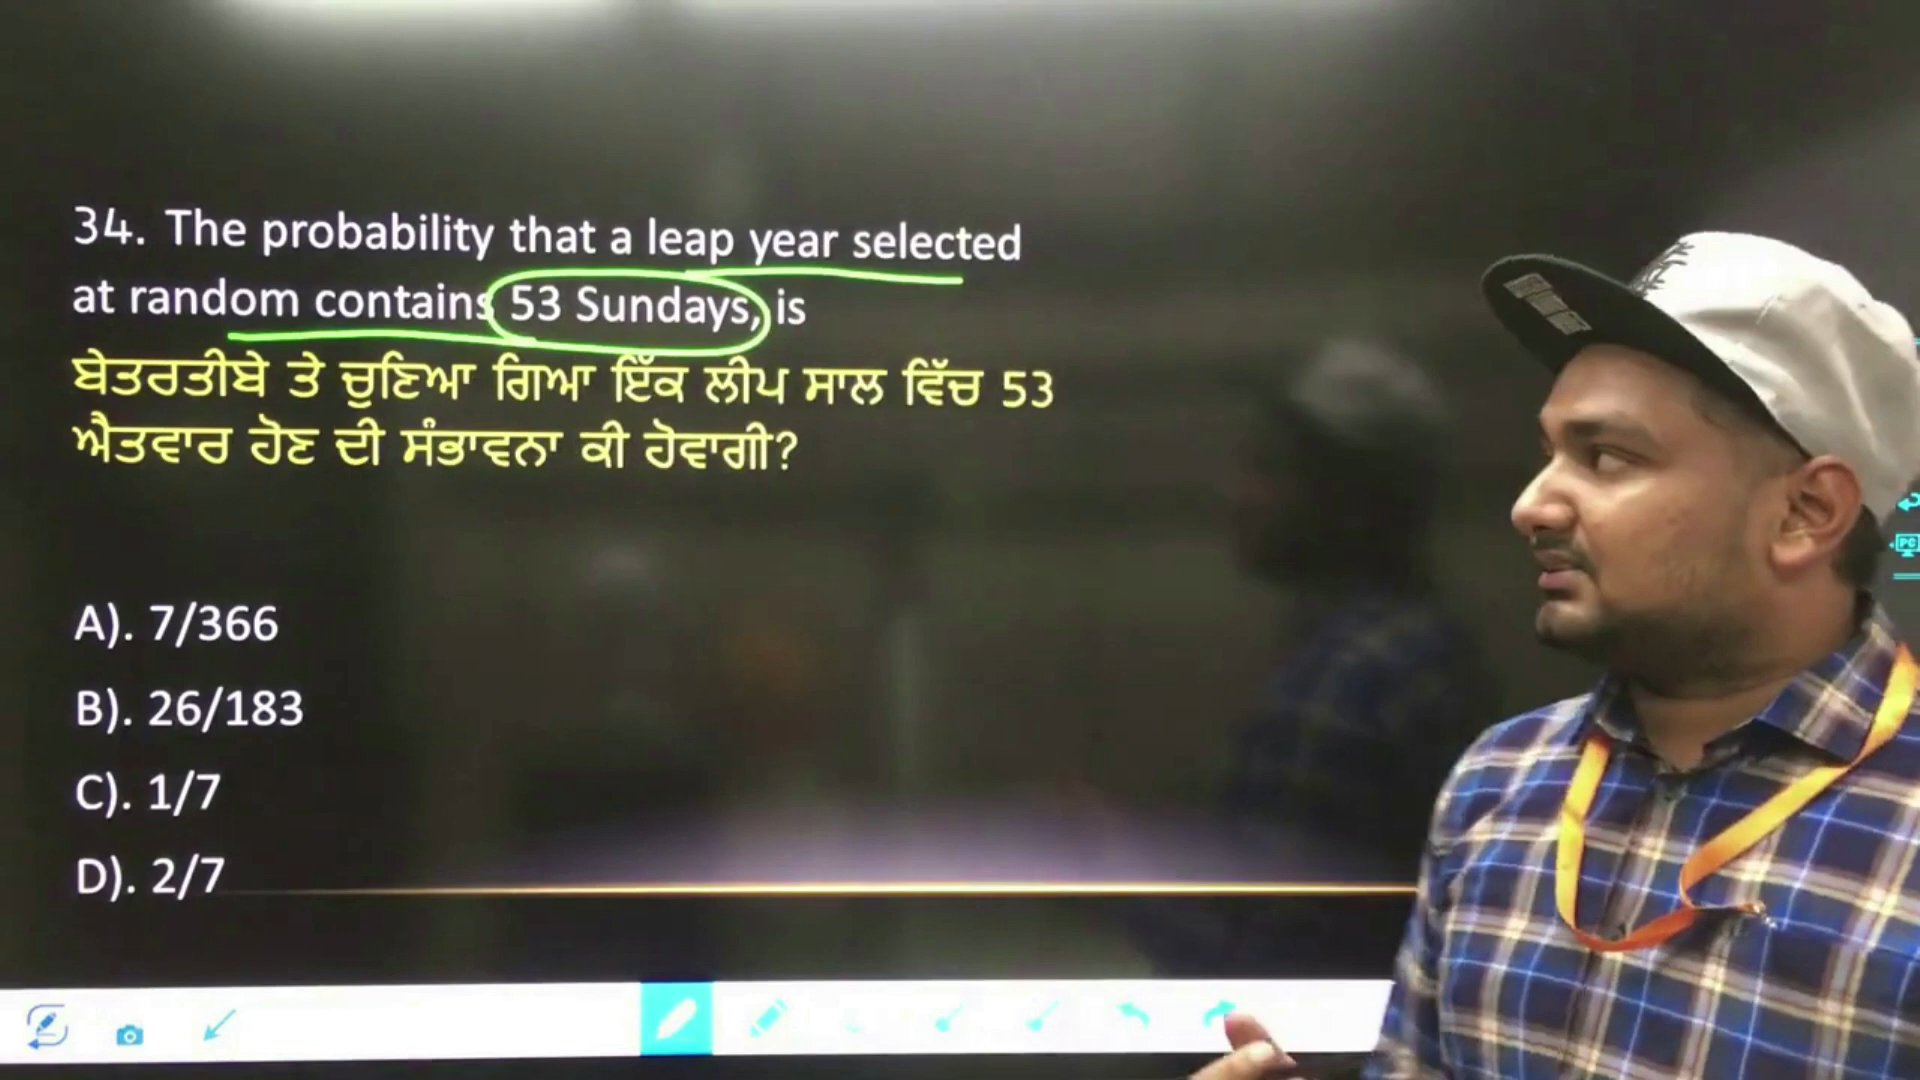 34. The probability that a leap year selected
at random contains 53 Sundays, is
ਬੇਤਰਤੀਬੇ ਤੇ ਚੁਣਿਆ ਗਿਆ ਇੱਕ ਲੀਪ ਸਾਲ ਵਿੱਚ 53
ਐਤਵਾਰ ਹੋਣ ਦੀ ਸੰਭਾਵਨਾ ਕੀ ਹੋਵਾਗੀ?
A). 7/366
B). 26/183
C). 1/7
D). 2/7
PC